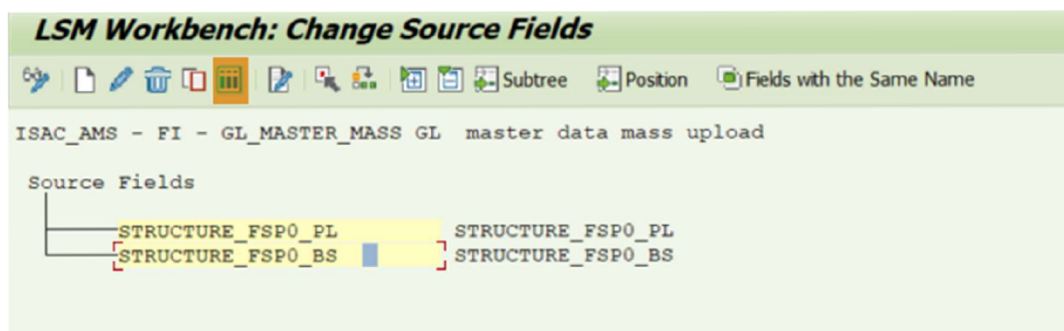 LSM Workbench: Change Source Fields
Subtree Position Fields with the Same Name
ISAC_AMS - FI - GL_MASTER_MASS GL  master data mass upload
Source Fields
STRUCTURE_FSP0_PL STRUCTURE_FSP0_PL
STRUCTURE_FSP0_BS STRUCTURE_FSP0_BS